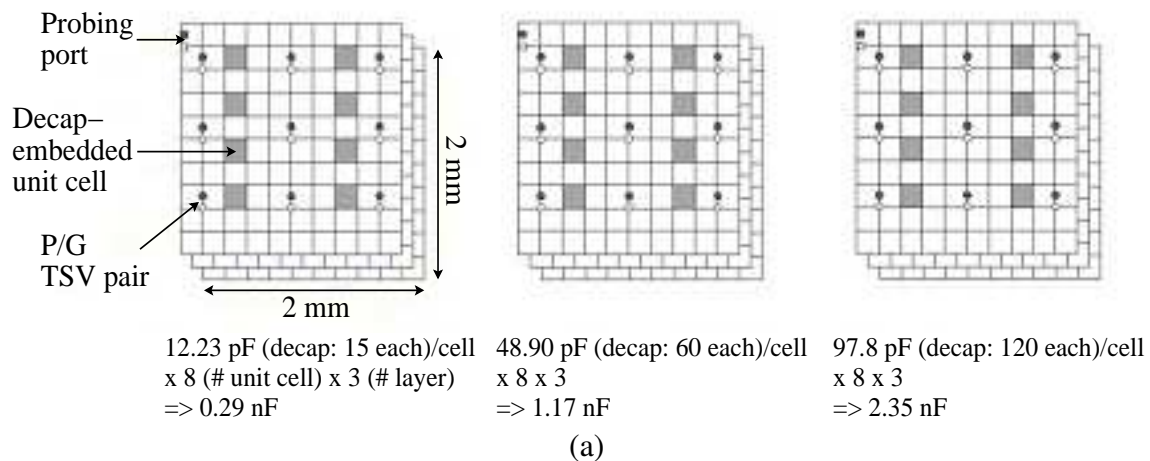 Probing
port
Decap–
embedded
unit cell
P/G
TSV pair
2 mm
2 mm
12.23 pF (decap: 15 each)/cell
x 8 (# unit cell) x 3 (# layer)
=> 0.29 nF
48.90 pF (decap: 60 each)/cell
x 8 x 3
=> 1.17 nF
97.8 pF (decap: 120 each)/cell
x 8 x 3
=> 2.35 nF
(a)